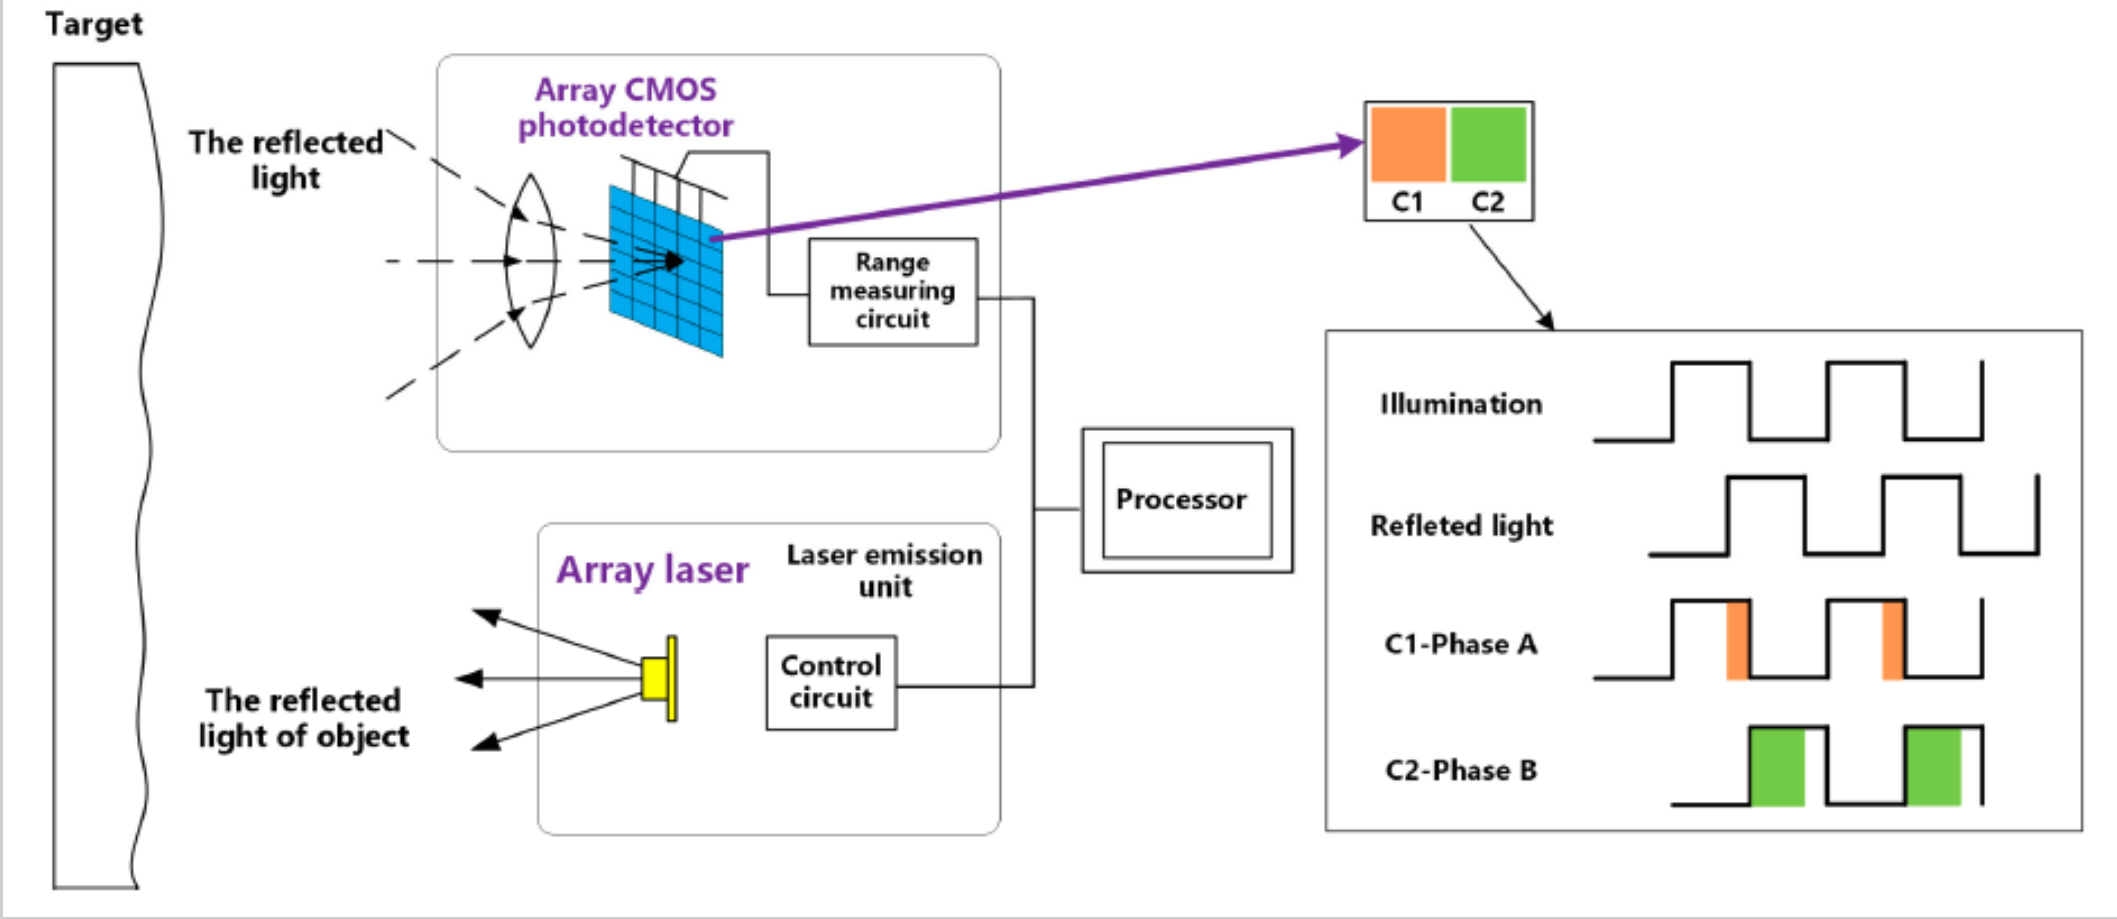 Target
The reflected
light
Array CMOS
photodetector
Range
measuring
circuit
C1 C2
Processor
Array laser
Laser emission
unit
Control
circuit
The reflected
light of object
Illumination
Refleted light
C1-Phase A
C2-Phase B